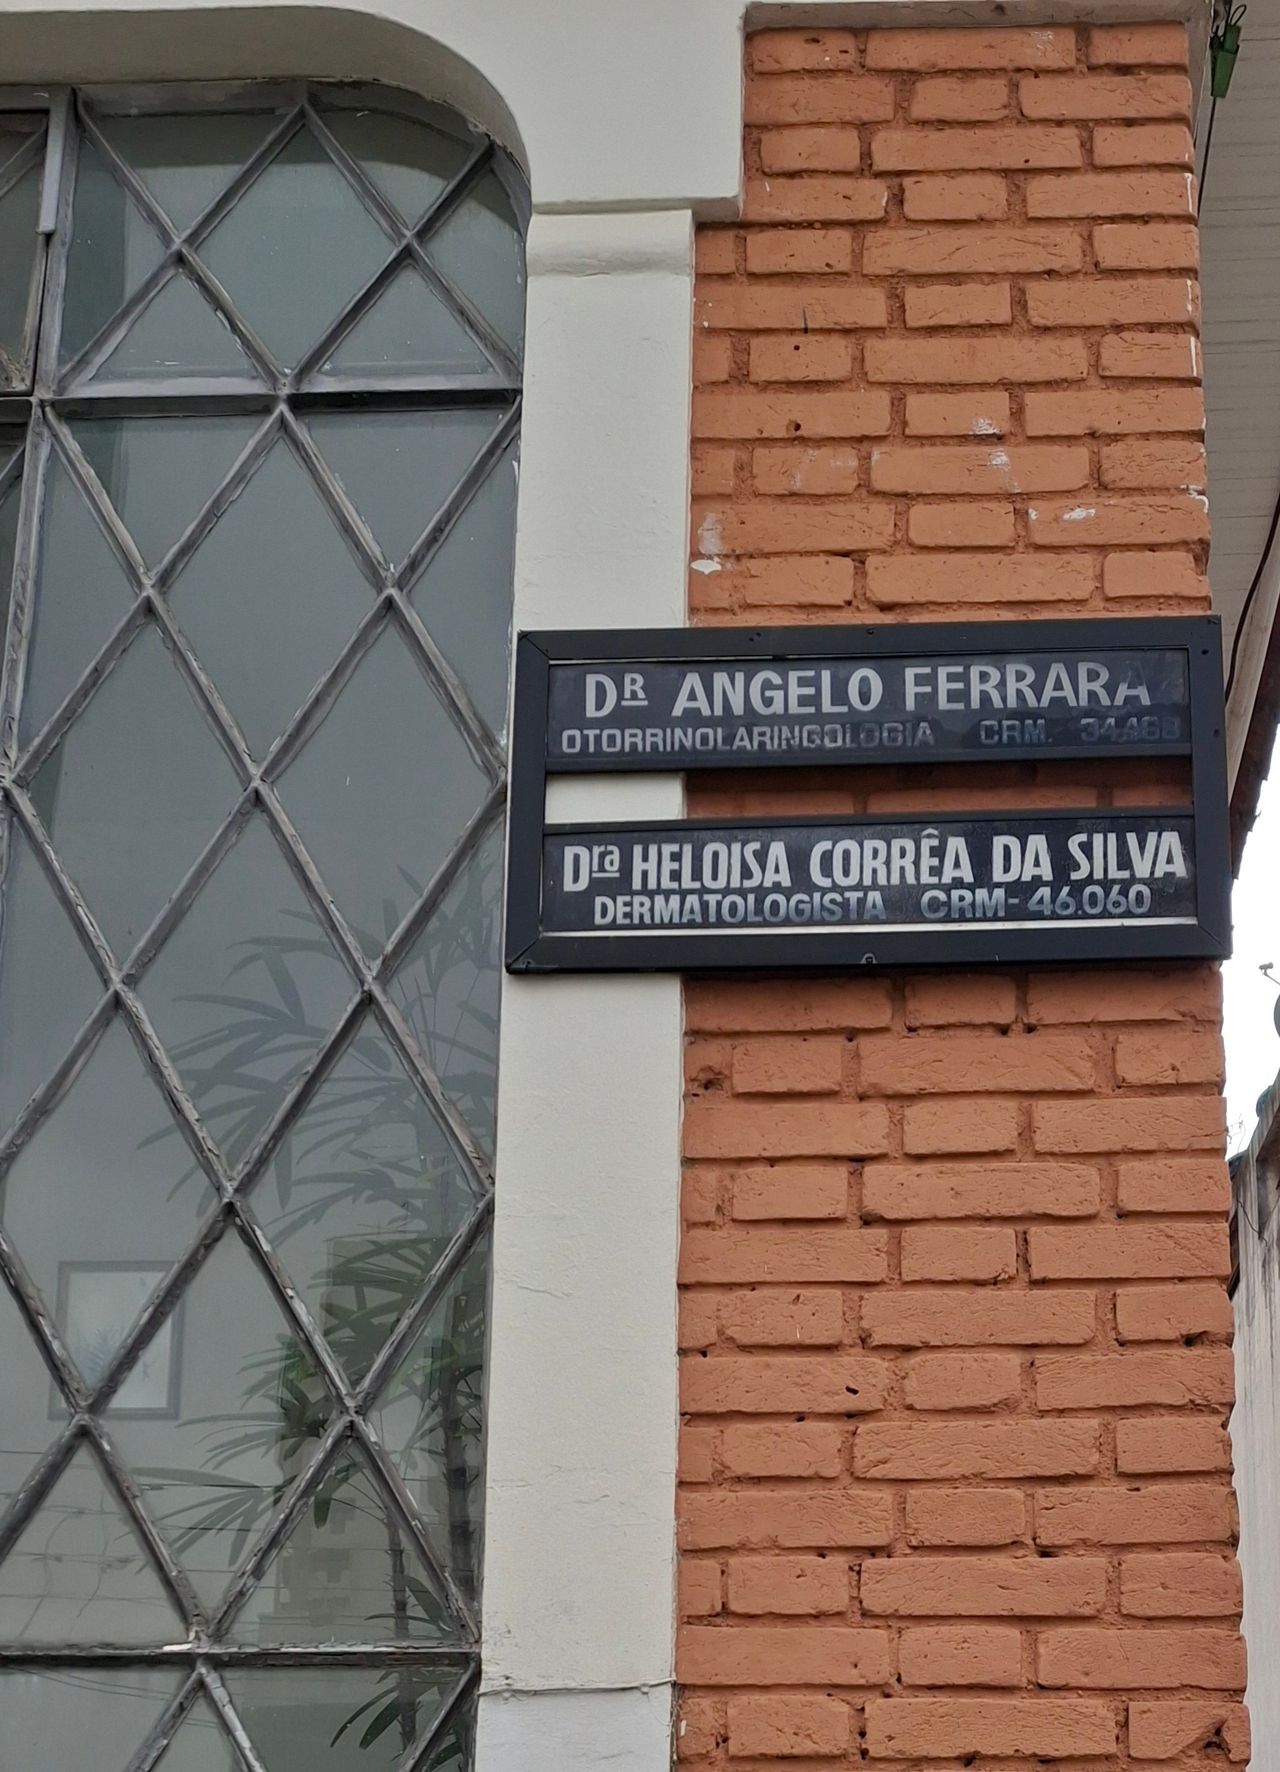 DR ANGELO FERRARA
OTORRINOLARINGOLOGIA CRM. 34468
Dra HELOISA CORRÊA DA SILVA
DERMATOLOGISTA CRM- 46.060